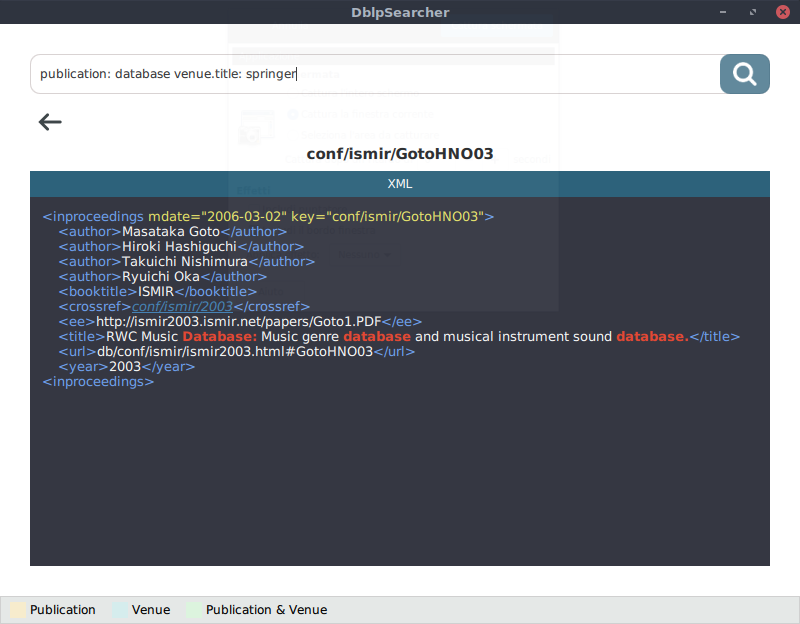 DblpSearcher
publication: database venue.title: springer
conf/ismir/GotoHNO03
XML
<inproceedings mdate="2006-03-02" key="conf/ismir/GotoHNO03">
<author>Masataka Goto</author>
<author>Hiroki Hashiguchi</author>
<author>Takuichi Nishimura</author>
<author>Ryuichi Oka</author>
<booktitle>ISMIR</booktitle>
<crossref>conf/ismir/2003</crossref>
<ee>http://ismir2003.ismir.net/papers/Goto1.PDF</ee>
<title>RWC Music Database: Music genre database and musical instrument sound database.</title>
<url>db/conf/ismir/ismir2003.html#GotoHNO03</url>
<year>2003</year>
<inproceedings>
Publication Venue Publication & Venue